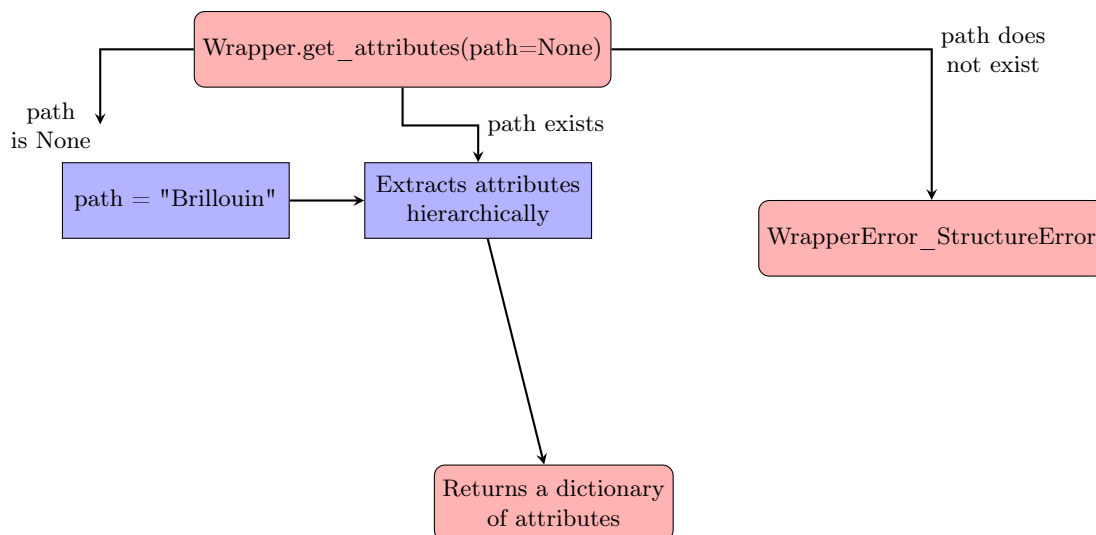 Wrapper.get_attributes(path=None)
path does
not exist
path
is None
path exists
path = "Brillouin"
Extracts attributes
hierarchically
WrapperError_StructureError
Returns a dictionary
of attributes